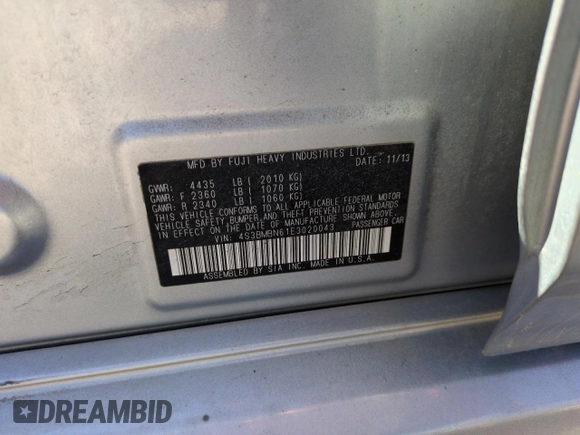 MFD BY FUJI HEAVY INDUSTRIES LTD.
DATE: 11/13
GVWR: 4435 LB ( 2010 KG)
GAWR: F 2360 LB ( 1070 KG)
GAWR: R 2340 LB ( 1060 KG)
THIS VEHICLE CONFORMS TO ALL APPLICABLE FEDERAL MOTOR
VEHICLE SAFETY, BUMPER, AND THEFT PREVENTION STANDARDS
IN EFFECT ON THE DATE OF MANUFACTURE SHOWN ABOVE.
VIN: 4S3BMBN61E3020043 PASSENGER CAR
ASSEMBLED BY SIA INC. MADE IN U.S.A.
DREAMBID